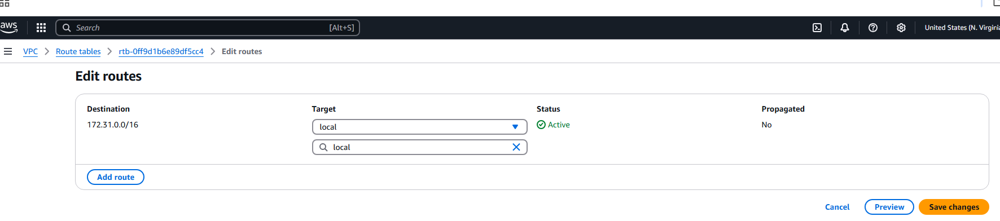 aws Search [Alt+S] United States (N. Virginia
VPC Route tables rtb-0ff9d1b6e89df5cc4 Edit routes
Edit routes
Destination Target Status Propagated
172.31.0.0/16 local Active No
local
Add route
Cancel Preview Save changes